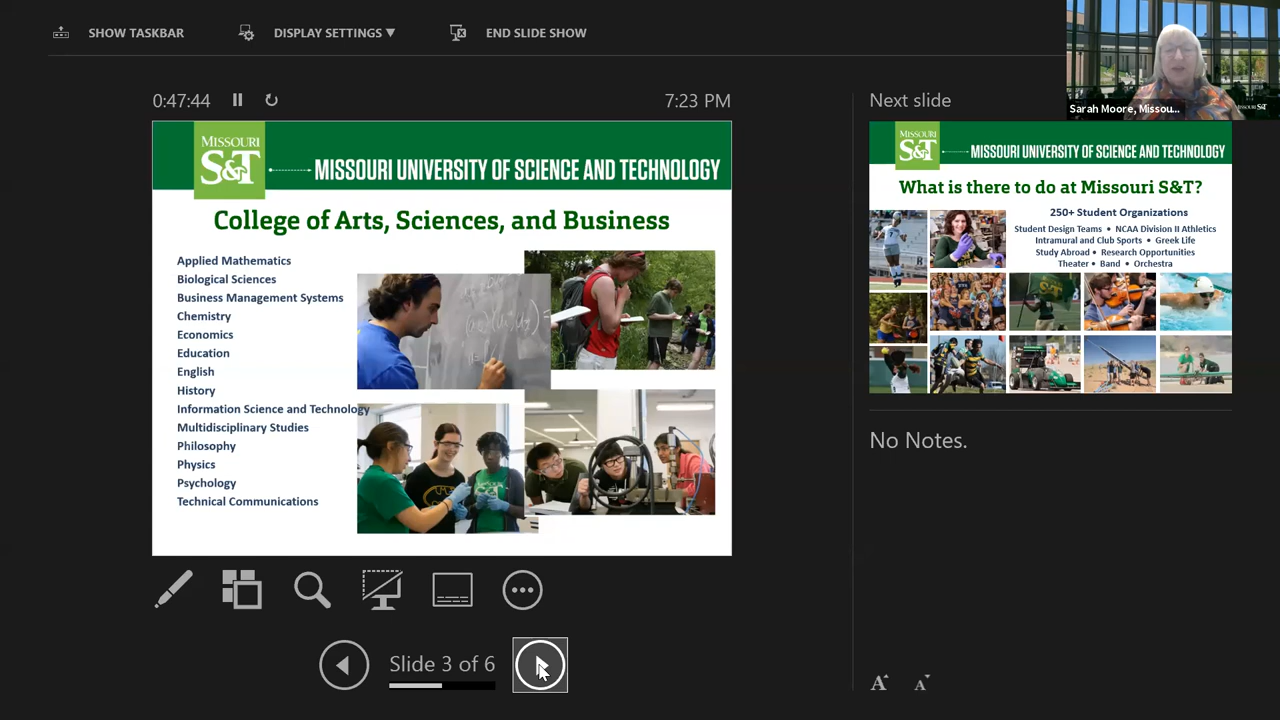 SHOW TASKBAR
DISPLAY SETTINGS ▼
END SLIDE SHOW
Sarah Moore, Missou...
MISSOURI S&T
0:47:44
7:23 PM
Next slide
MISSOURI
S&T
MISSOURI UNIVERSITY OF SCIENCE AND TECHNOLOGY
College of Arts, Sciences, and Business
Applied Mathematics
Biological Sciences
Business Management Systems
Chemistry
Economics
Education
English
History
Information Science and Technology
Multidisciplinary Studies
Philosophy
Physics
Psychology
Technical Communications
MISSOURI
S&T
MISSOURI UNIVERSITY OF SCIENCE AND TECHNOLOGY
What is there to do at Missouri S&T?
250+ Student Organizations
Student Design Teams • NCAA Division II Athletics
Intramural and Club Sports • Greek Life
Study Abroad • Research Opportunities
Theater • Band • Orchestra
No Notes.
Slide 3 of 6
A A